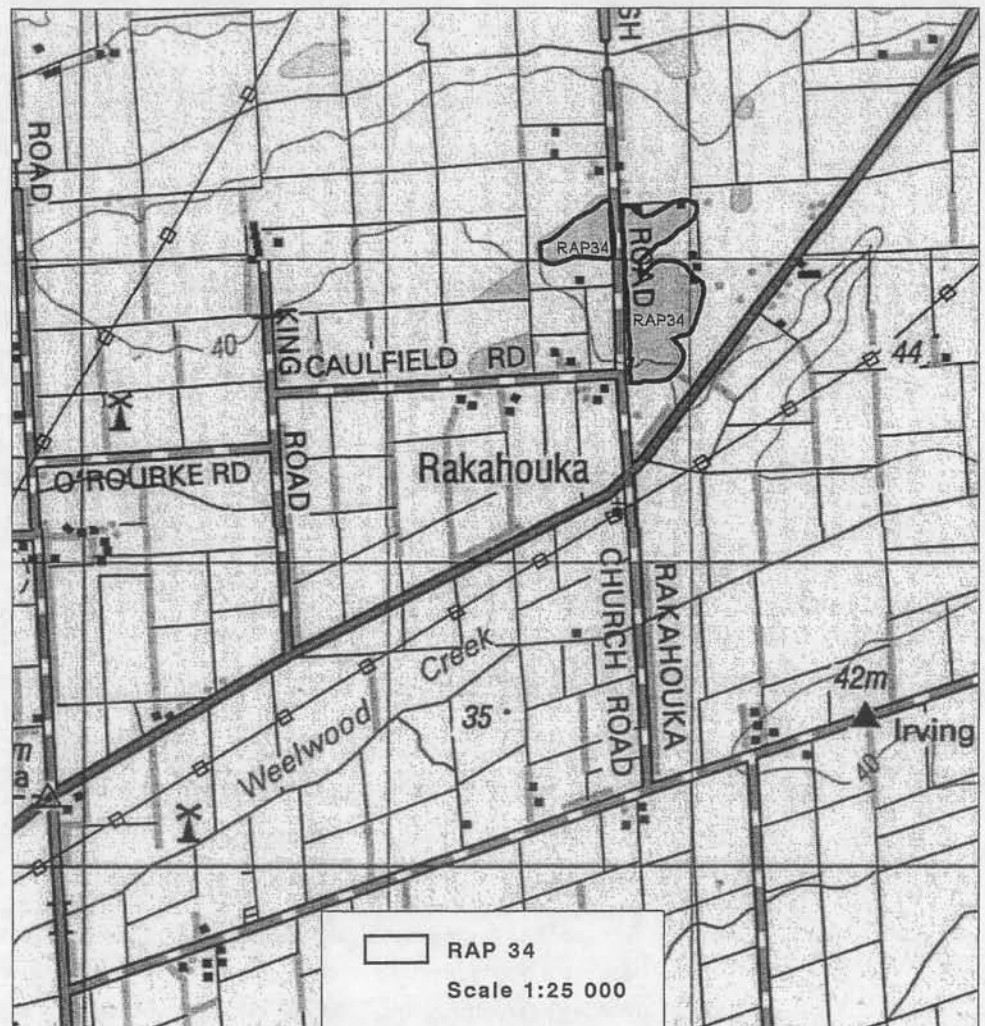 SH
ROAD
RAP34
ROAD
RAP34
KING
40
CAULFIELD RD
44
O'ROURKE RD
ROAD
Rakahouka
CHURCH ROAD
RAKAHOUKA
Creek
Weelwood
35
42m
Irving
40
m
a
RAP 34
Scale 1:25 000